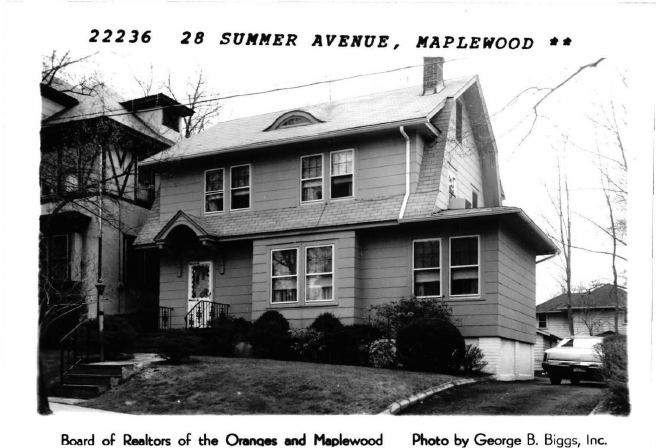 22236 28 SUMMER AVENUE, MAPLEWOOD **
Board of Realtors of the Oranges and Maplewood Photo by George B. Biggs, Inc.